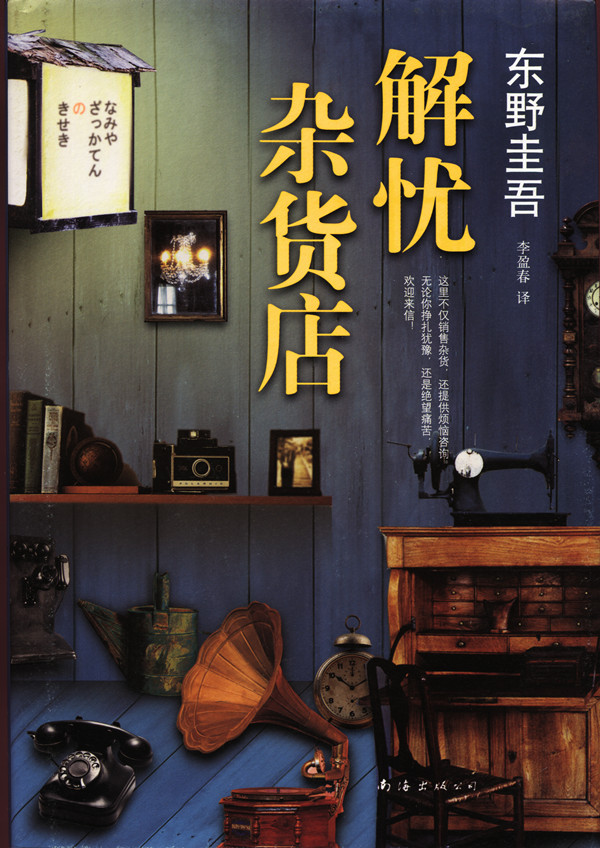 东野圭吾
解忧
杂货店
李盈春 译
这里不仅销售杂货，还提供烦恼咨询。
无论你挣扎犹豫，还是绝望痛苦，
欢迎来信！
なみや
ざっかてん
の
きせき
南海出版公司